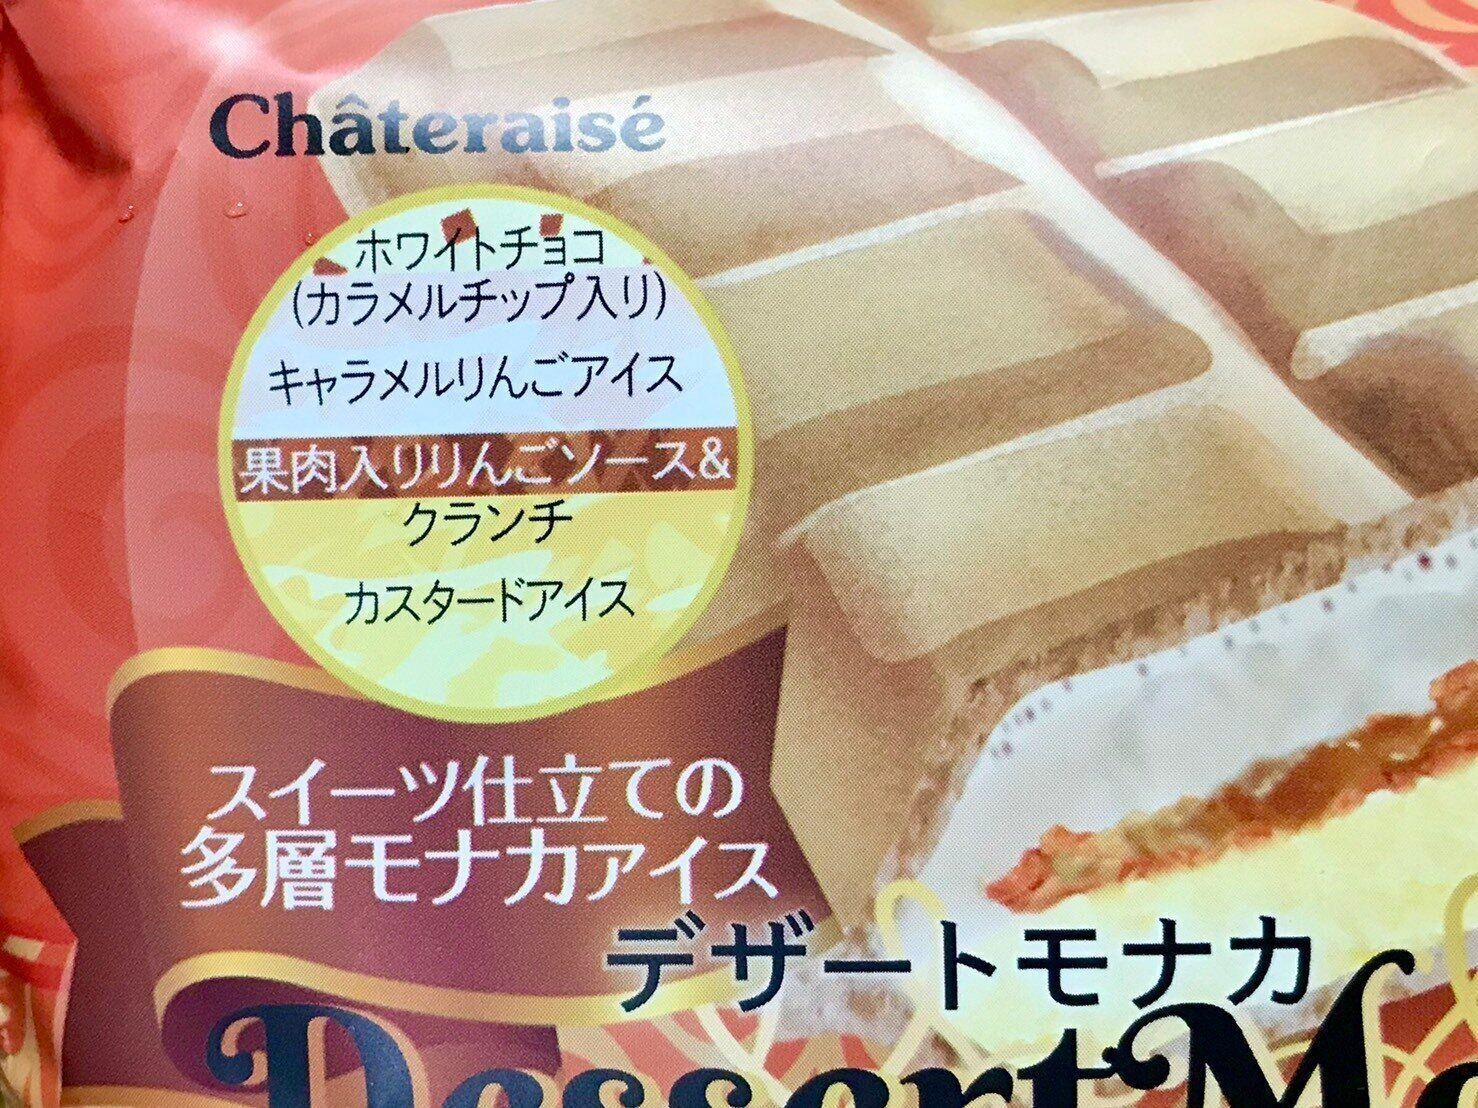 Châteraisé
ホワイトチョコ
(カラメルチップ入り)
キャラメルりんごアイス
果肉入りりんごソース&
クランチ
カスタードアイス
スイーツ仕立ての
多層モナカアイス
デザートモナカ
Dessert Mo